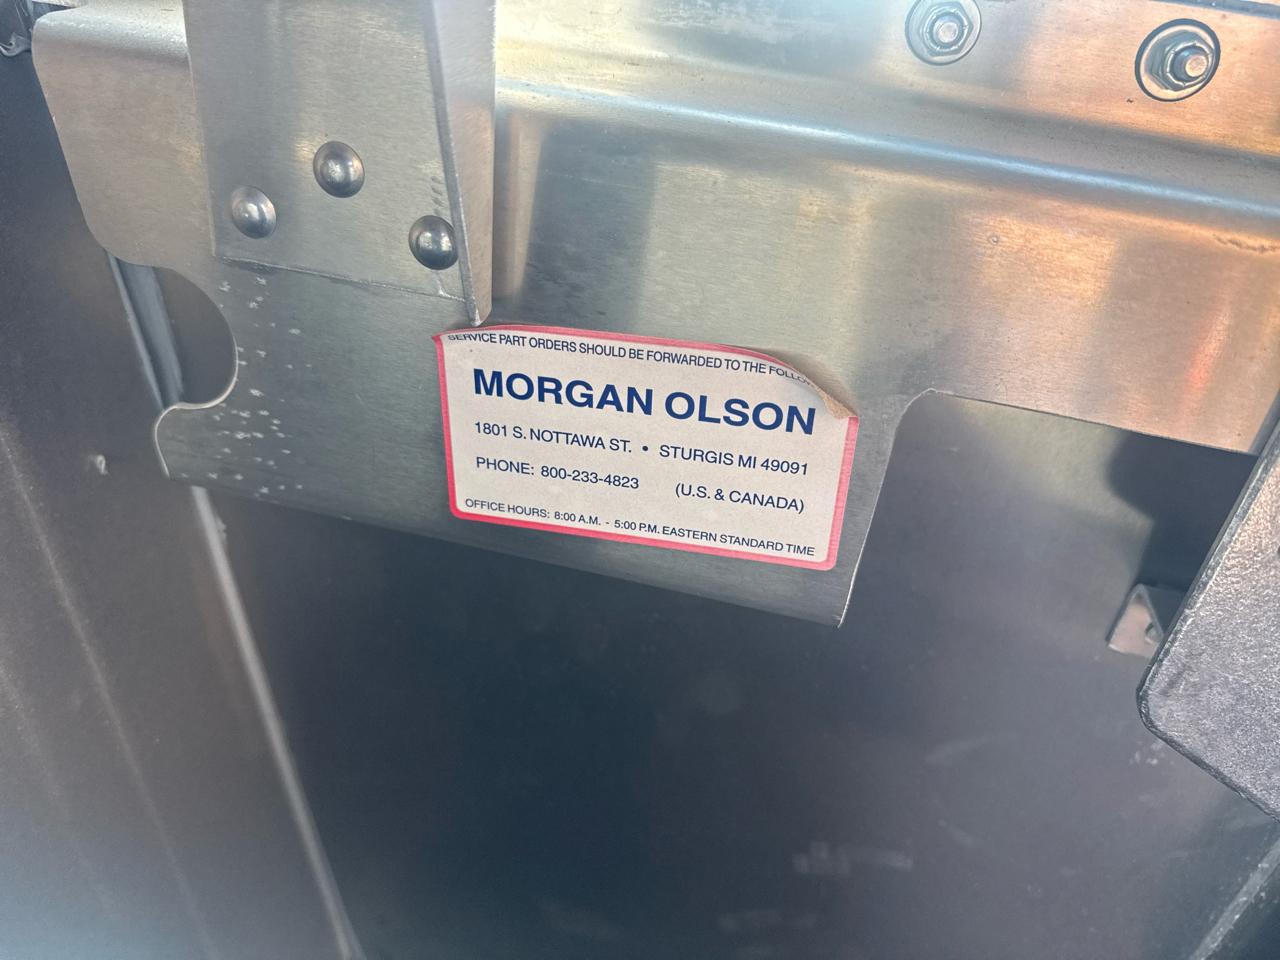 SERVICE PART ORDERS SHOULD BE FORWARDED TO THE
MORGAN OLSON
1801 S. NOTTAWA ST. • STURGIS MI 49091
PHONE: 800-233-4823 (U.S. & CANADA)
OFFICE HOURS: 8:00 A.M. - 5:00 P.M. EASTERN STANDARD TIME